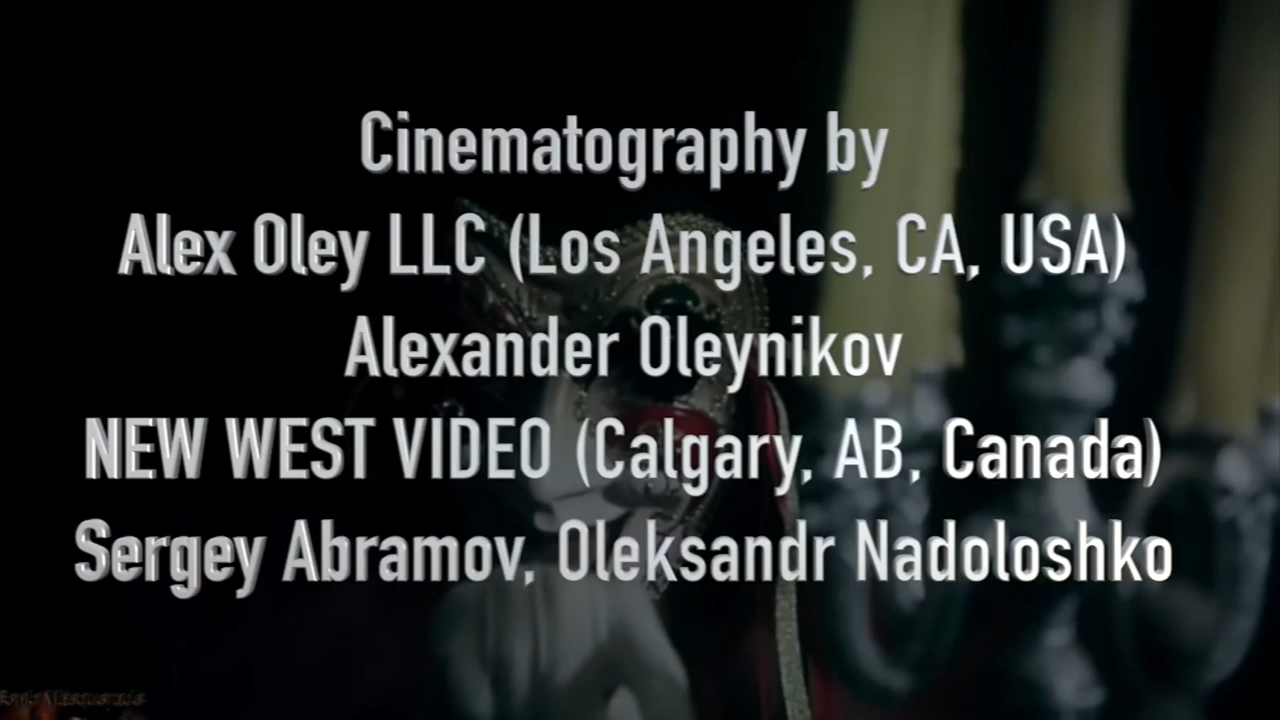 Cinematography by
Alex Oley LLC (Los Angeles, CA, USA)
Alexander Oleynikov
NEW WEST VIDEO (Calgary, AB, Canada)
Sergey Abramov, Oleksandr Nadoloshko